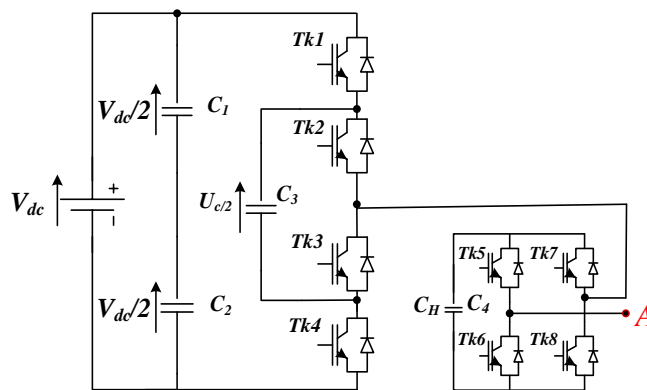 Tk1
V_dc/2
C_1
Tk2
V_dc
+
U_c/2
C_3
Tk3
Tk5
Tk7
V_dc/2
C_2
C_H
C_4
A
Tk4
Tk6
Tk8